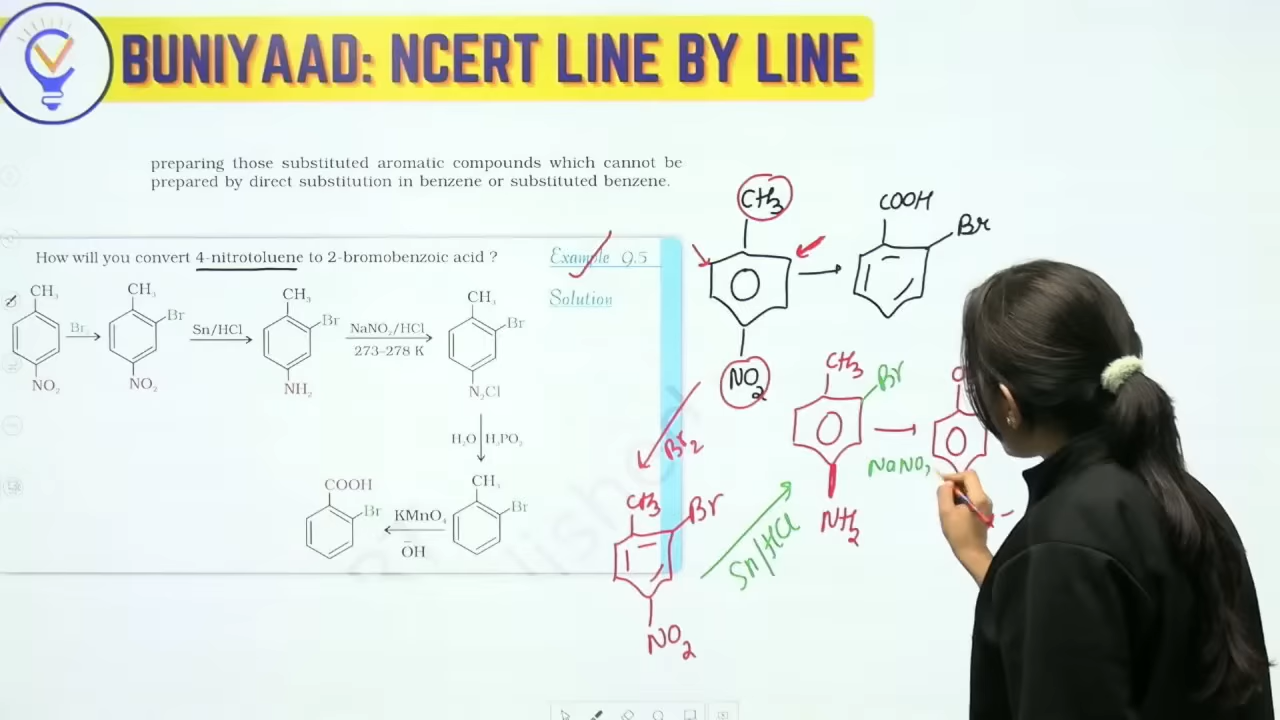 BUNIYAAD: NCERT LINE BY LINE
preparing those substituted aromatic compounds which cannot be
prepared by direct substitution in benzene or substituted benzene.
How will you convert 4-nitrotoluene to 2-bromobenzoic acid ?
Example 9.5
Solution
CH₃
NO₂
Br₂
CH₃
Br
NO₂
Sn/HCl
CH₃
Br
NH₂
NaNO₂/HCl
273–278 K
CH₃
Br
N₂Cl
H₂O H₃PO₂
CH₃
Br
KMnO₄
ŌH
COOH
Br
CH3
NO2
COOH
Br
Br2
CH3
Br
NO2
Sn/HCl
CH3
Br
NH2
NaNO2